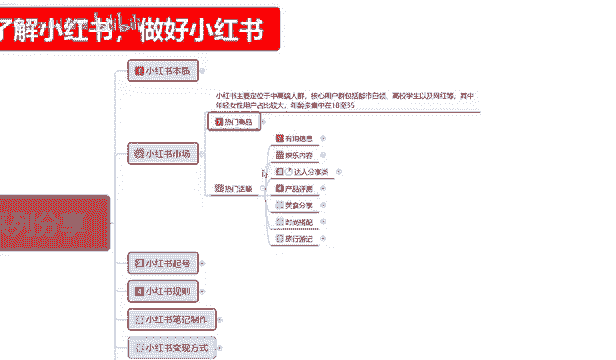 了解小红书，做好小红书
小红书本质
小红书市场
小红书主要定位于中高端人群，核心用户群包括都市白领、高校学生以及网红等，其中
年轻女性用户占比较大，年龄多集中在18至35
热门商品
热门话题
有用信息
娱乐内容
达人分享类
产品评测
美食分享
时尚搭配
旅行游记
小红书起号
小红书规则
小红书笔记制作
小红书变现方式